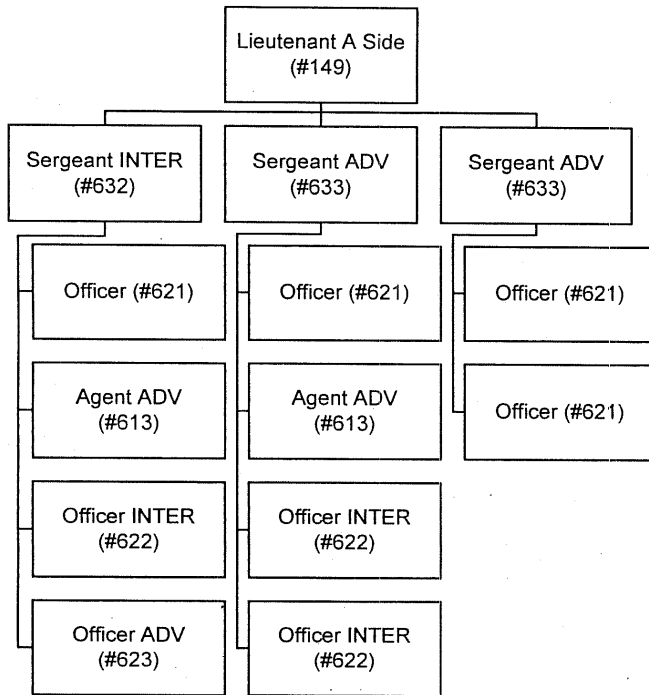 Lieutenant A Side
(#149)
Sergeant INTER
(#632)
Sergeant ADV
(#633)
Sergeant ADV
(#633)
Officer (#621)
Officer (#621)
Officer (#621)
Agent ADV
(#613)
Agent ADV
(#613)
Officer (#621)
Officer INTER
(#622)
Officer INTER
(#622)
Officer ADV
(#623)
Officer INTER
(#622)